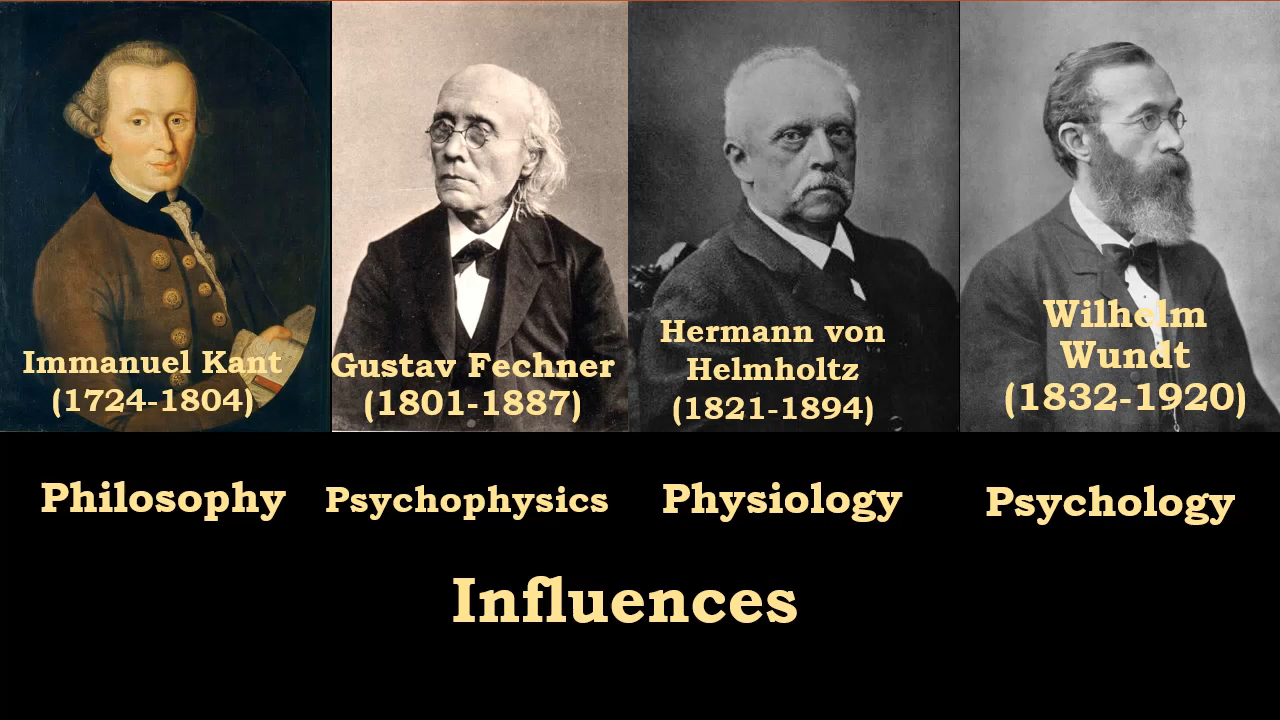 Immanuel Kant
(1724-1804)
Gustav Fechner
(1801-1887)
Hermann von
Helmholtz
(1821-1894)
Wilhelm
Wundt
(1832-1920)
Philosophy
Psychophysics
Physiology
Psychology
Influences